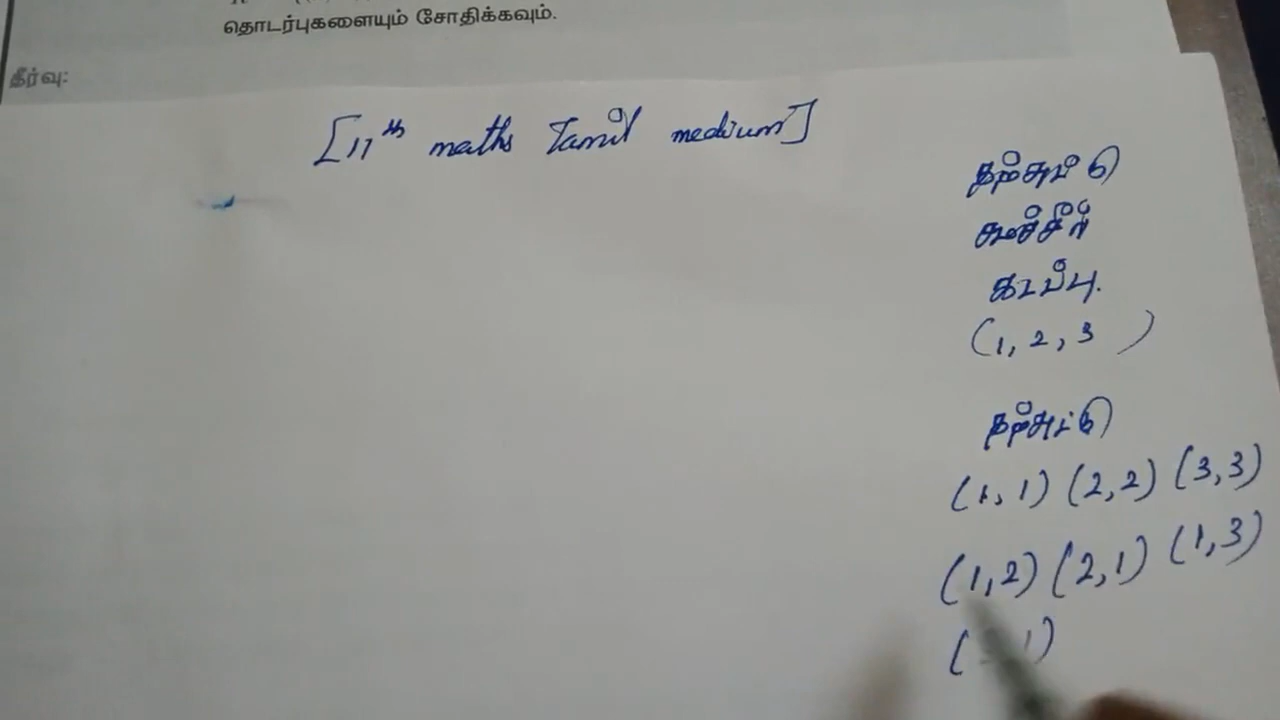 தொடர்புகளையும் சோதிக்கவும்.
தீர்வு:
[11th maths Tamil medium]
தற்சுட்டு
சமச்சீர்
கடப்பு.
(1, 2, 3 )
தற்சுட்டு
(1, 1) (2, 2) (3, 3)
(1, 2) (2, 1) (1, 3)
( 1)